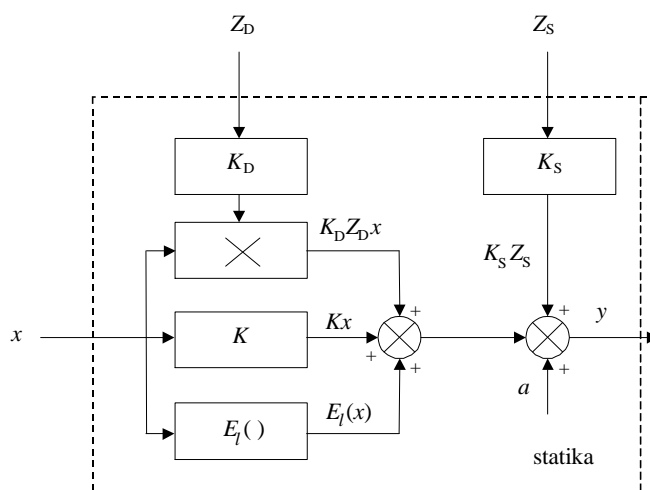 Z_D Z_S
K_D K_S
K_D Z_D x
K_S Z_S
+ +
x K Kx y
+ + +
+
a
E_l( ) E_l(x)
statika